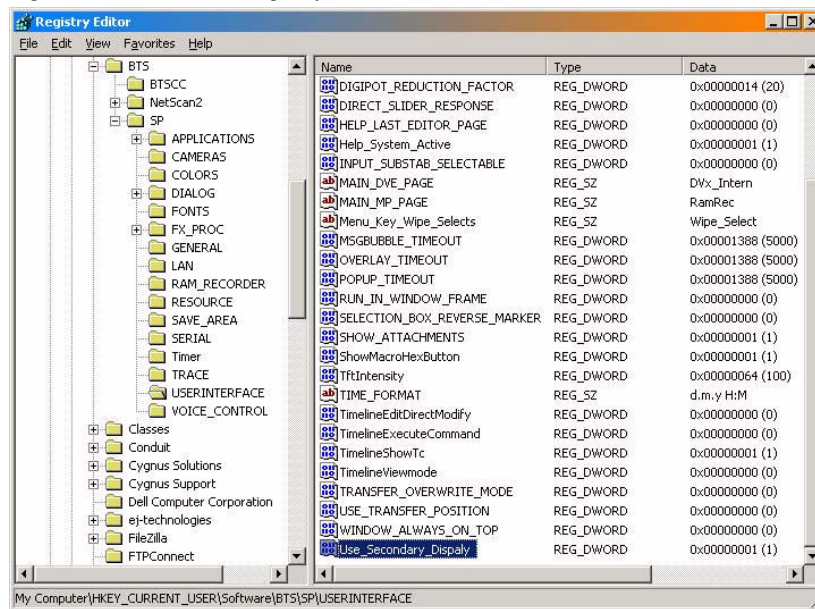 Registry Editor
File Edit View Favorites Help
BTS
BTSCC
NetScan2
SP
APPLICATIONS
CAMERAS
COLORS
DIALOG
FONTS
FX_PROC
GENERAL
LAN
RAM_RECORDER
RESOURCE
SAVE_AREA
SERIAL
Timer
TRACE
USERINTERFACE
VOICE_CONTROL
Classes
Conduit
Cygnus Solutions
Cygnus Support
Dell Computer Corporation
ej-technologies
FileZilla
FTPConnect
Name Type Data
DIGIPOT_REDUCTION_FACTOR REG_DWORD 0x00000014 (20)
DIRECT_SLIDER_RESPONSE REG_DWORD 0x00000000 (0)
HELP_LAST_EDITOR_PAGE REG_DWORD 0x00000000 (0)
Help_System_Active REG_DWORD 0x00000001 (1)
INPUT_SUBSTAB_SELECTABLE REG_DWORD 0x00000000 (0)
MAIN_DVE_PAGE REG_SZ DVx_Intern
MAIN_MP_PAGE REG_SZ RamRec
Menu_Key_Wipe_Selects REG_SZ Wipe_Select
MSGBUBBLE_TIMEOUT REG_DWORD 0x00001388 (5000)
OVERLAY_TIMEOUT REG_DWORD 0x00001388 (5000)
POPUP_TIMEOUT REG_DWORD 0x00001388 (5000)
RUN_IN_WINDOW_FRAME REG_DWORD 0x00000000 (0)
SELECTION_BOX_REVERSE_MARKER REG_DWORD 0x00000000 (0)
SHOW_ATTACHMENTS REG_DWORD 0x00000001 (1)
ShowMacroHexButton REG_DWORD 0x00000001 (1)
TftIntensity REG_DWORD 0x00000064 (100)
TIME_FORMAT REG_SZ d.m.y H:M
TimelineEditDirectModify REG_DWORD 0x00000000 (0)
TimelineExecuteCommand REG_DWORD 0x00000000 (0)
TimelineShowTc REG_DWORD 0x00000001 (1)
TimelineViewmode REG_DWORD 0x00000000 (0)
TRANSFER_OVERWRITE_MODE REG_DWORD 0x00000000 (0)
USE_TRANSFER_POSITION REG_DWORD 0x00000000 (0)
WINDOW_ALWAYS_ON_TOP REG_DWORD 0x00000000 (0)
Use_Secondary_Dispaly REG_DWORD 0x00000001 (1)
My Computer\HKEY_CURRENT_USER\Software\BTS\SP\USERINTERFACE